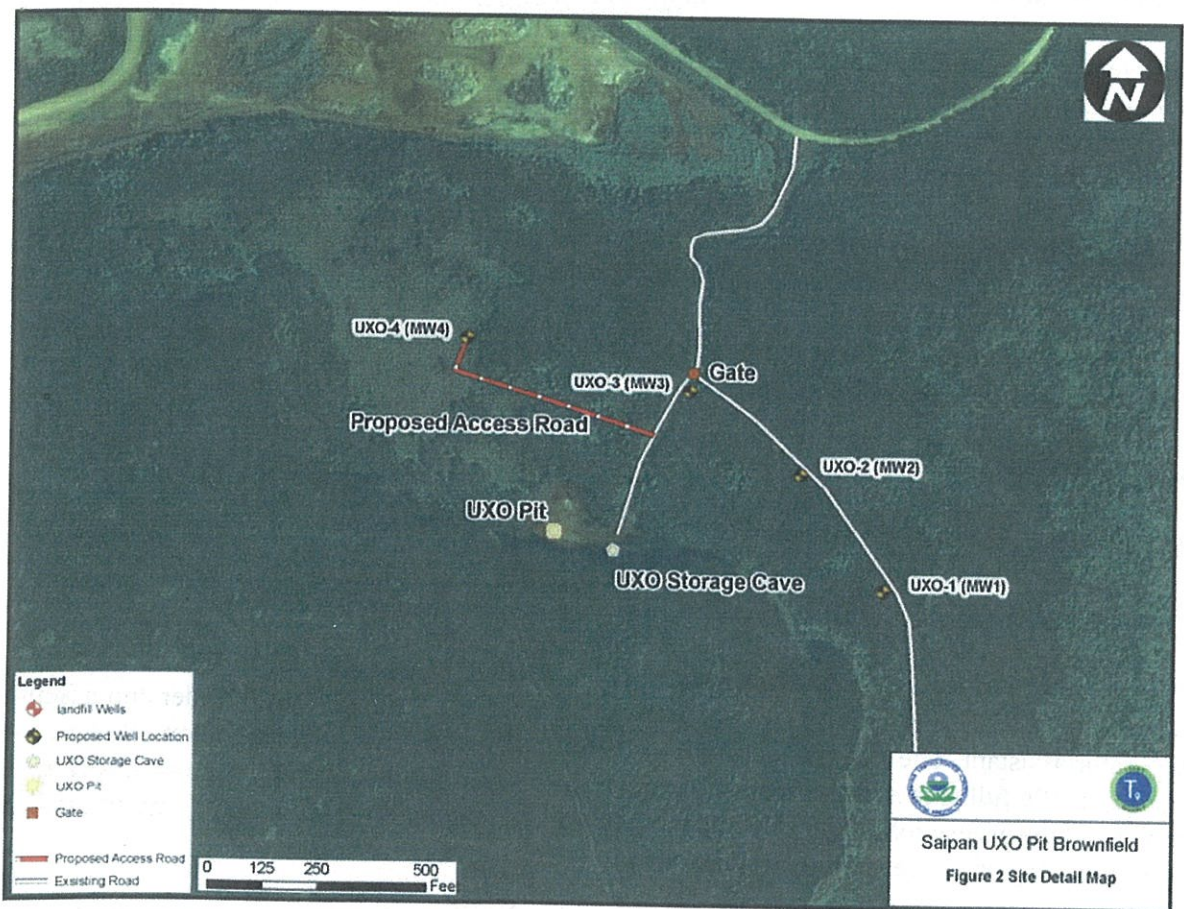 N
UXO-4 (MW4)
UXO-3 (MW3)
Gate
Proposed Access Road
UXO-2 (MW2)
UXO Pit
UXO Storage Cave
UXO-1 (MW1)
Legend
landfill Wells
Proposed Well Location
UXO Storage Cave
UXO Pit
Gate
Proposed Access Road
Exsisting Road
0 125 250 500
Fee
Saipan UXO Pit Brownfield
Figure 2 Site Detail Map